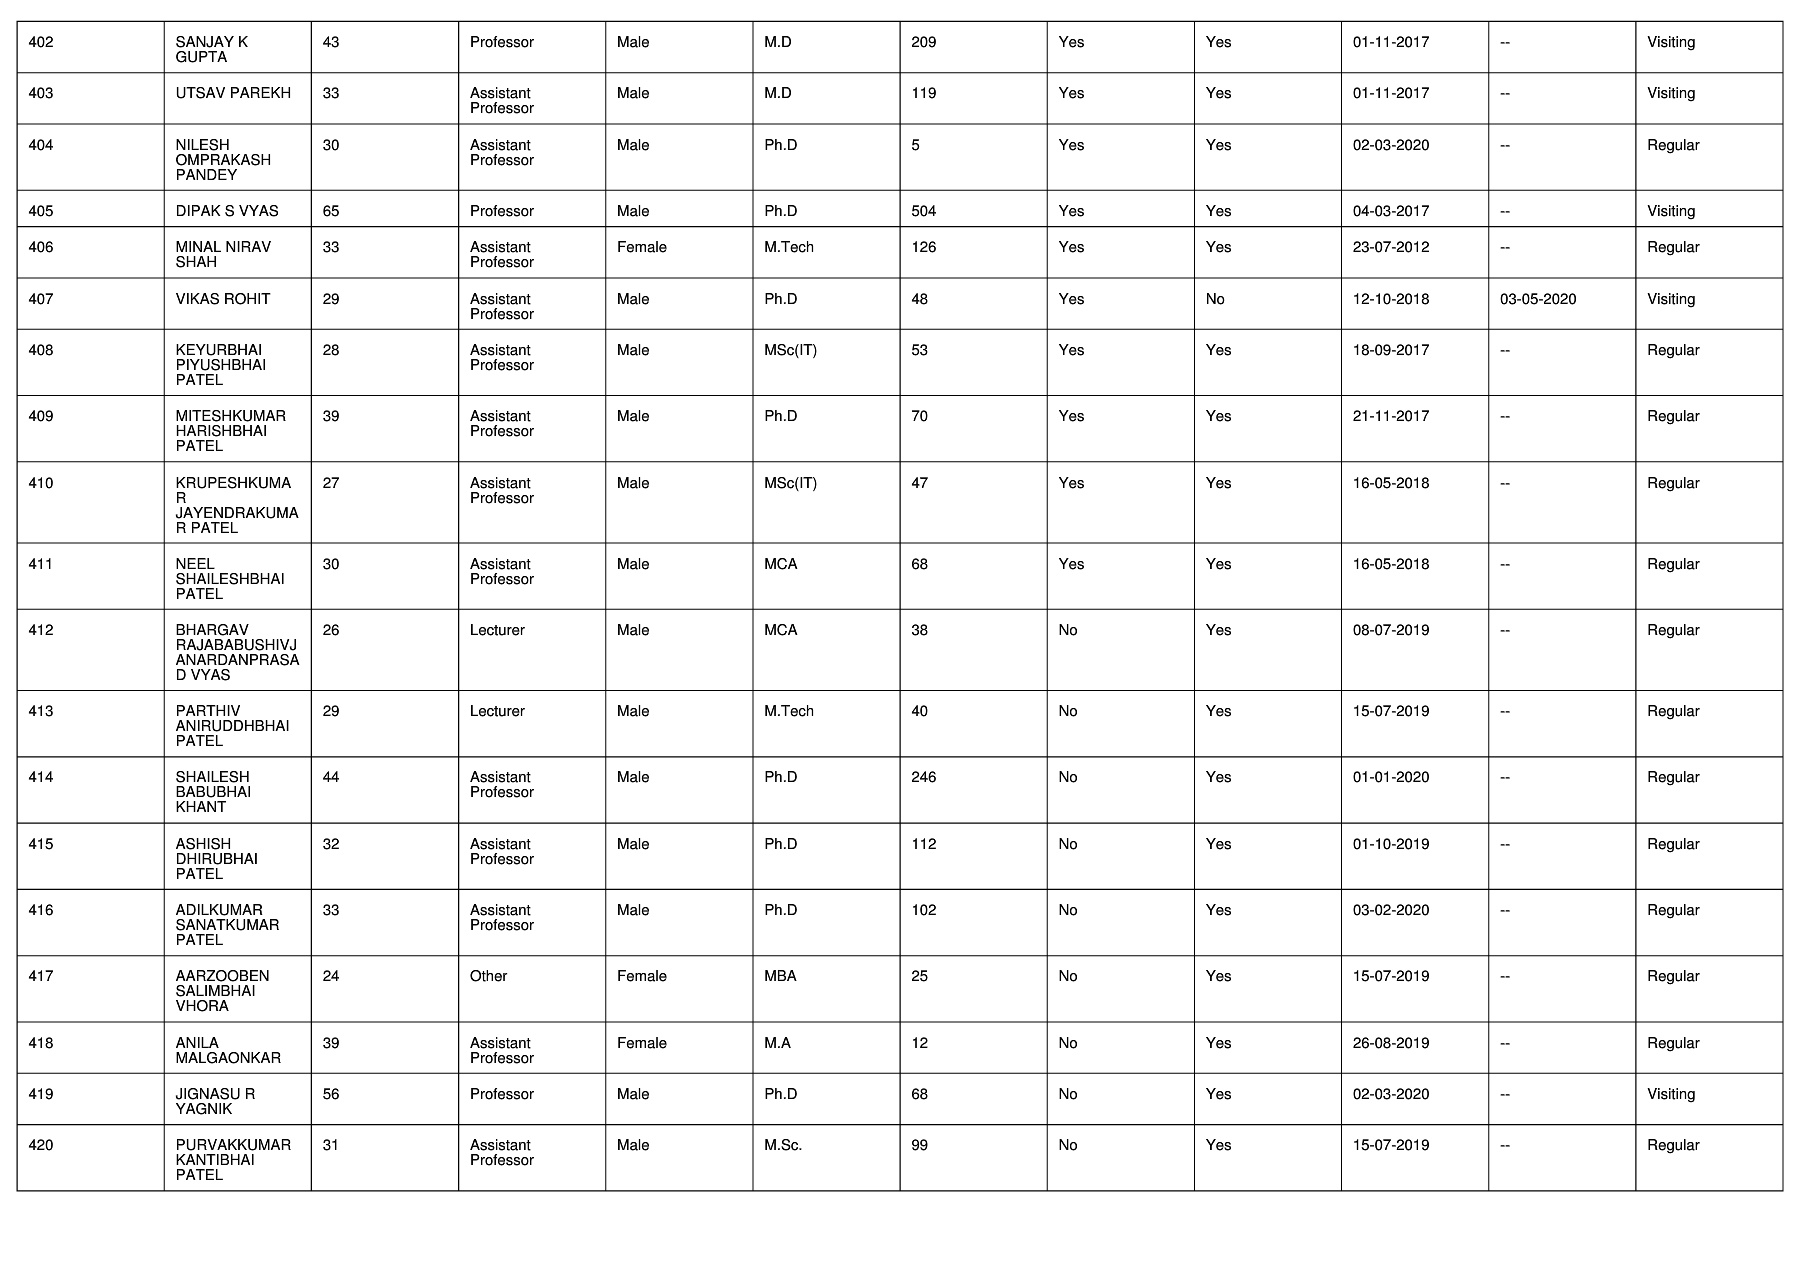 402 SANJAY K 43 Professor Male M.D 209 Yes Yes 01-11-2017 -- Visiting
GUPTA
403 UTSAV PAREKH 33 Assistant Male M.D 119 Yes Yes 01-11-2017 -- Visiting
Professor
404 NILESH 30 Assistant Male Ph.D 5 Yes Yes 02-03-2020 -- Regular
OMPRAKASH Professor
PANDEY
405 DIPAK S VYAS 65 Professor Male Ph.D 504 Yes Yes 04-03-2017 -- Visiting
406 MINAL NIRAV 33 Assistant Female M.Tech 126 Yes Yes 23-07-2012 -- Regular
SHAH Professor
407 VIKAS ROHIT 29 Assistant Male Ph.D 48 Yes No 12-10-2018 03-05-2020 Visiting
Professor
408 KEYURBHAI 28 Assistant Male MSc(IT) 53 Yes Yes 18-09-2017 -- Regular
PIYUSHBHAI Professor
PATEL
409 MITESHKUMAR 39 Assistant Male Ph.D 70 Yes Yes 21-11-2017 -- Regular
HARISHBHAI Professor
PATEL
410 KRUPESHKUMA 27 Assistant Male MSc(IT) 47 Yes Yes 16-05-2018 -- Regular
R Professor
JAYENDRAKUMA
R PATEL
411 NEEL 30 Assistant Male MCA 68 Yes Yes 16-05-2018 -- Regular
SHAILESHBHAI Professor
PATEL
412 BHARGAV 26 Lecturer Male MCA 38 No Yes 08-07-2019 -- Regular
RAJABABUSHIVJ
ANARDANPRASA
D VYAS
413 PARTHIV 29 Lecturer Male M.Tech 40 No Yes 15-07-2019 -- Regular
ANIRUDDHBHAI
PATEL
414 SHAILESH 44 Assistant Male Ph.D 246 No Yes 01-01-2020 -- Regular
BABUBHAI Professor
KHANT
415 ASHISH 32 Assistant Male Ph.D 112 No Yes 01-10-2019 -- Regular
DHIRUBHAI Professor
PATEL
416 ADILKUMAR 33 Assistant Male Ph.D 102 No Yes 03-02-2020 -- Regular
SANATKUMAR Professor
PATEL
417 AARZOOBEN 24 Other Female MBA 25 No Yes 15-07-2019 -- Regular
SALIMBHAI
VHORA
418 ANILA 39 Assistant Female M.A 12 No Yes 26-08-2019 -- Regular
MALGAONKAR Professor
419 JIGNASU R 56 Professor Male Ph.D 68 No Yes 02-03-2020 -- Visiting
YAGNIK
420 PURVAKKUMAR 31 Assistant Male M.Sc. 99 No Yes 15-07-2019 -- Regular
KANTIBHAI Professor
PATEL